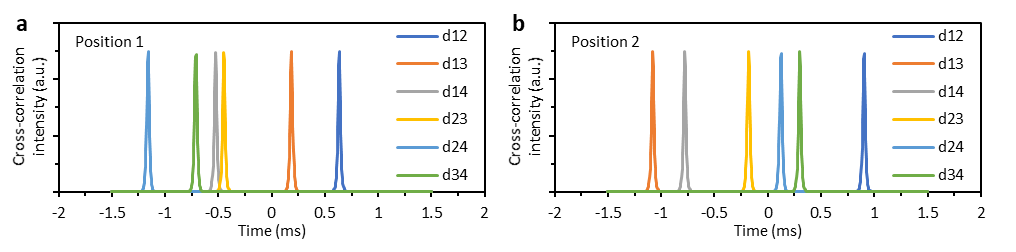 a
Position 1
d12
d13
d14
d23
d24
d34
Cross-correlation
intensity (a.u.)
-2 -1.5 -1 -0.5 0 0.5 1 1.5 2
Time (ms)
b
Position 2
d12
d13
d14
d23
d24
d34
Cross-correlation
intensity (a.u.)
-2 -1.5 -1 -0.5 0 0.5 1 1.5 2
Time (ms)